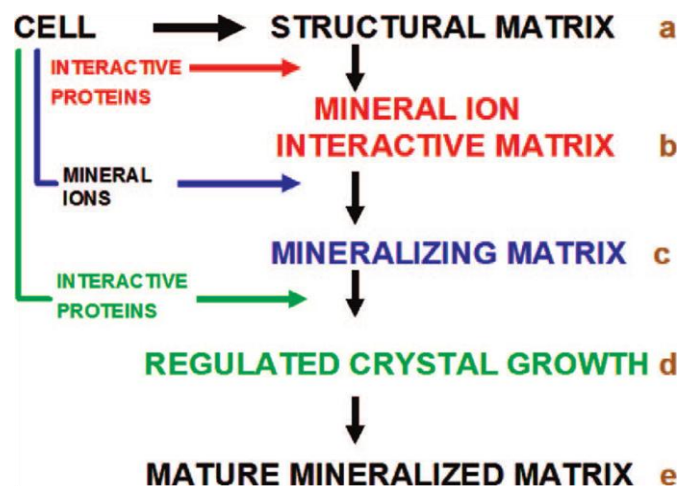 CELL STRUCTURAL MATRIX a
INTERACTIVE
PROTEINS
MINERAL ION
INTERACTIVE MATRIX b
MINERAL
IONS
MINERALIZING MATRIX c
INTERACTIVE
PROTEINS
REGULATED CRYSTAL GROWTH d
MATURE MINERALIZED MATRIX e